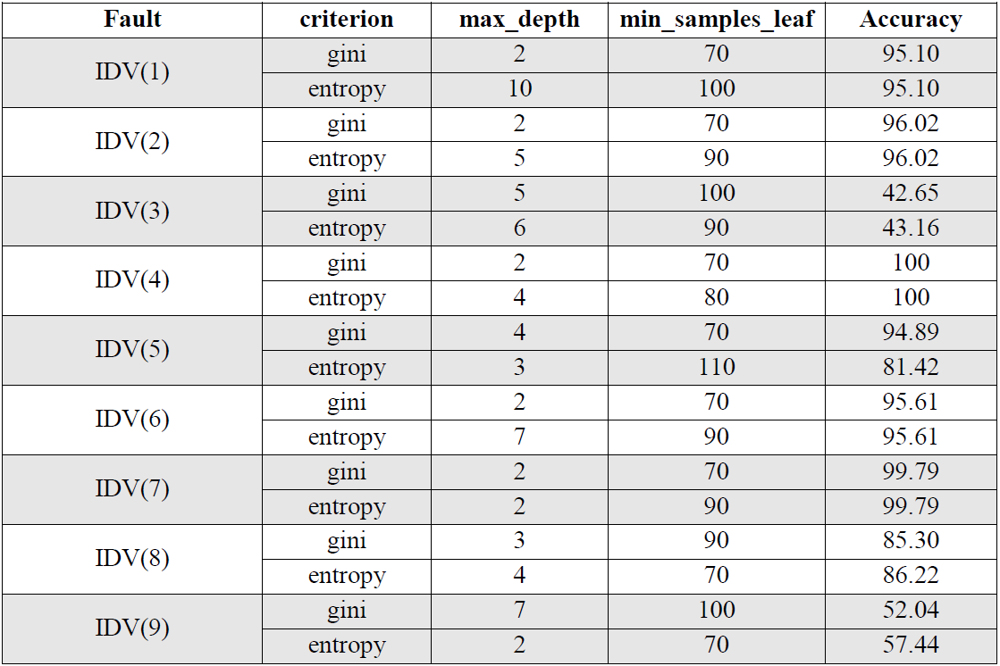 Fault criterion max_depth min_samples_leaf Accuracy
IDV(1) gini 2 70 95.10
entropy 10 100 95.10
IDV(2) gini 2 70 96.02
entropy 5 90 96.02
IDV(3) gini 5 100 42.65
entropy 6 90 43.16
IDV(4) gini 2 70 100
entropy 4 80 100
IDV(5) gini 4 70 94.89
entropy 3 110 81.42
IDV(6) gini 2 70 95.61
entropy 7 90 95.61
IDV(7) gini 2 70 99.79
entropy 2 90 99.79
IDV(8) gini 3 90 85.30
entropy 4 70 86.22
IDV(9) gini 7 100 52.04
entropy 2 70 57.44